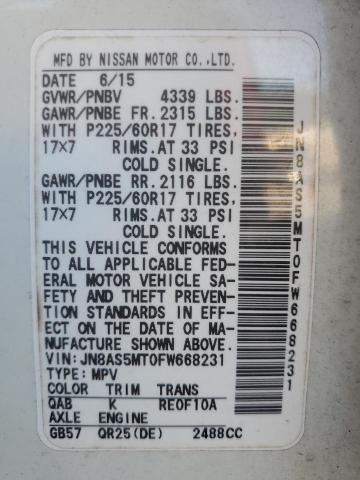 MFD BY NISSAN MOTOR CO.,LTD.
DATE 6/15
GVWR/PNBV 4339 LBS.
GAWR/PNBE FR. 2315 LBS.
WITH P225/60R17 TIRES,
17×7 RIMS.AT 33 PSI
COLD SINGLE.
GAWR/PNBE RR. 2116 LBS.
WITH P225/60R17 TIRES,
17×7 RIMS.AT 33 PSI
COLD SINGLE.
THIS VEHICLE CONFORMS
TO ALL APPLICABLE FED-
ERAL MOTOR VEHICLE SA-
FETY AND THEFT PREVEN-
TION STANDARDS IN EFF-
ECT ON THE DATE OF MA-
NUFACTURE SHOWN ABOVE.
VIN:JN8AS5MT0FW668231
TYPE: MPV
COLOR TRIM TRANS
QAB K RE0F10A
AXLE ENGINE
GB57 QR25(DE) 2488CC
JN8AS5MT0FW668231